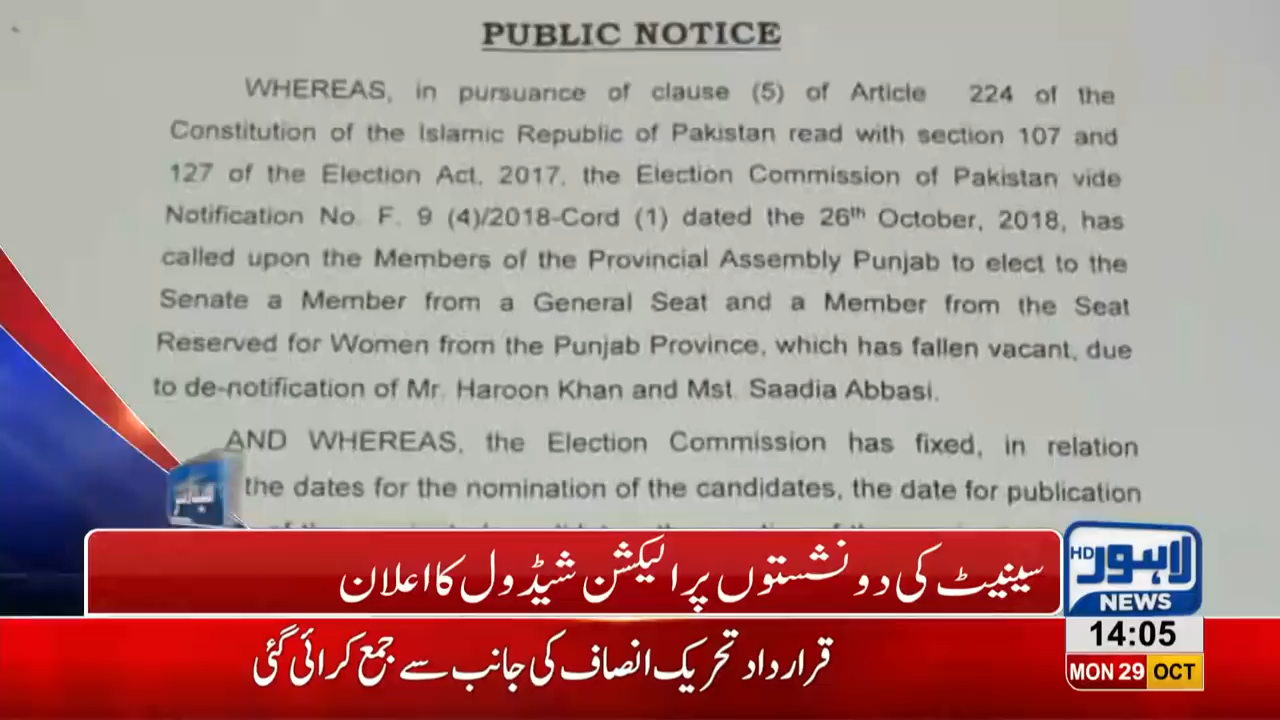 PUBLIC NOTICE
WHEREAS, in pursuance of clause (5) of Article 224 of the
Constitution of the Islamic Republic of Pakistan read with section 107 and
127 of the Election Act, 2017, the Election Commission of Pakistan vide
Notification No. F. 9 (4)/2018-Cord (1) dated the 26th October, 2018, has
called upon the Members of the Provincial Assembly Punjab to elect to the
Senate a Member from a General Seat and a Member from the Seat
Reserved for Women from the Punjab Province, which has fallen vacant, due
to de-notification of Mr. Haroon Khan and Mst. Saadia Abbasi.
AND WHEREAS, the Election Commission has fixed, in relation
the dates for the nomination of the candidates, the date for publication
سینیٹ کی دو نشستوں پر الیکشن شیڈول کا اعلان
HD لاہور
NEWS
14:05
قرارداد تحریک انصاف کی جانب سے جمع کرائی گئی
MON 29 OCT